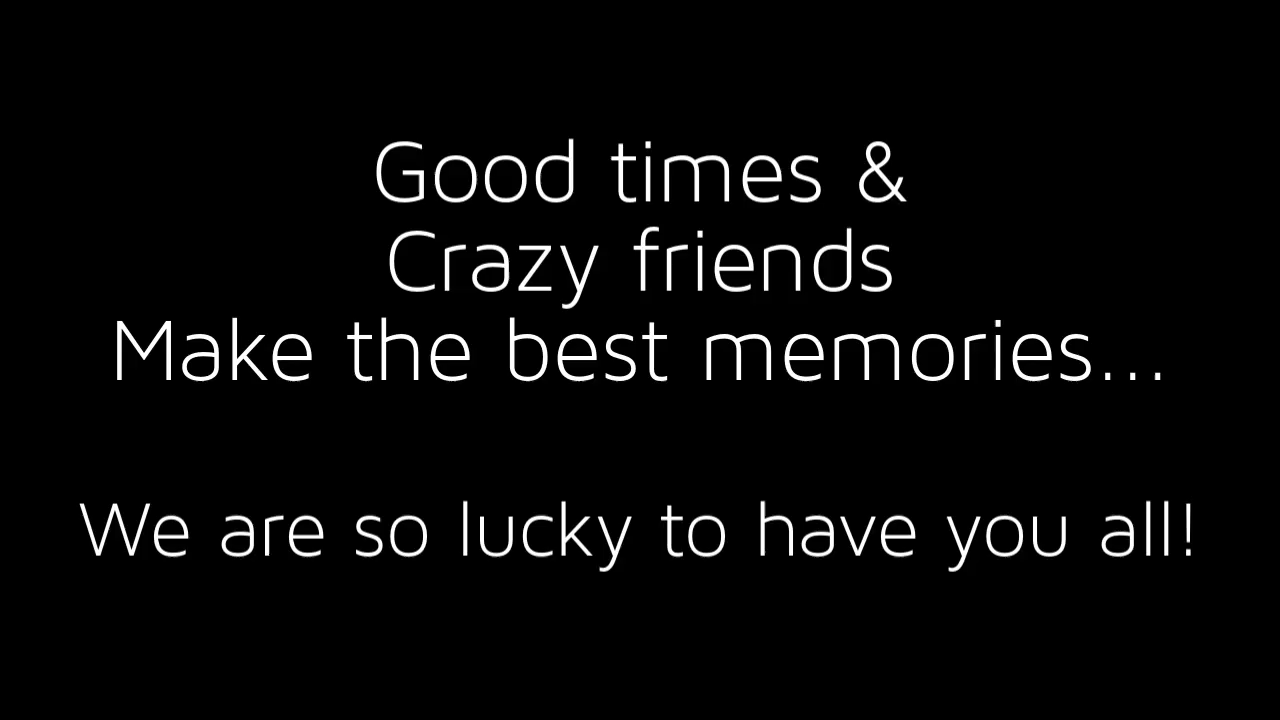 Good times &
Crazy friends
Make the best memories...
We are so lucky to have you all!